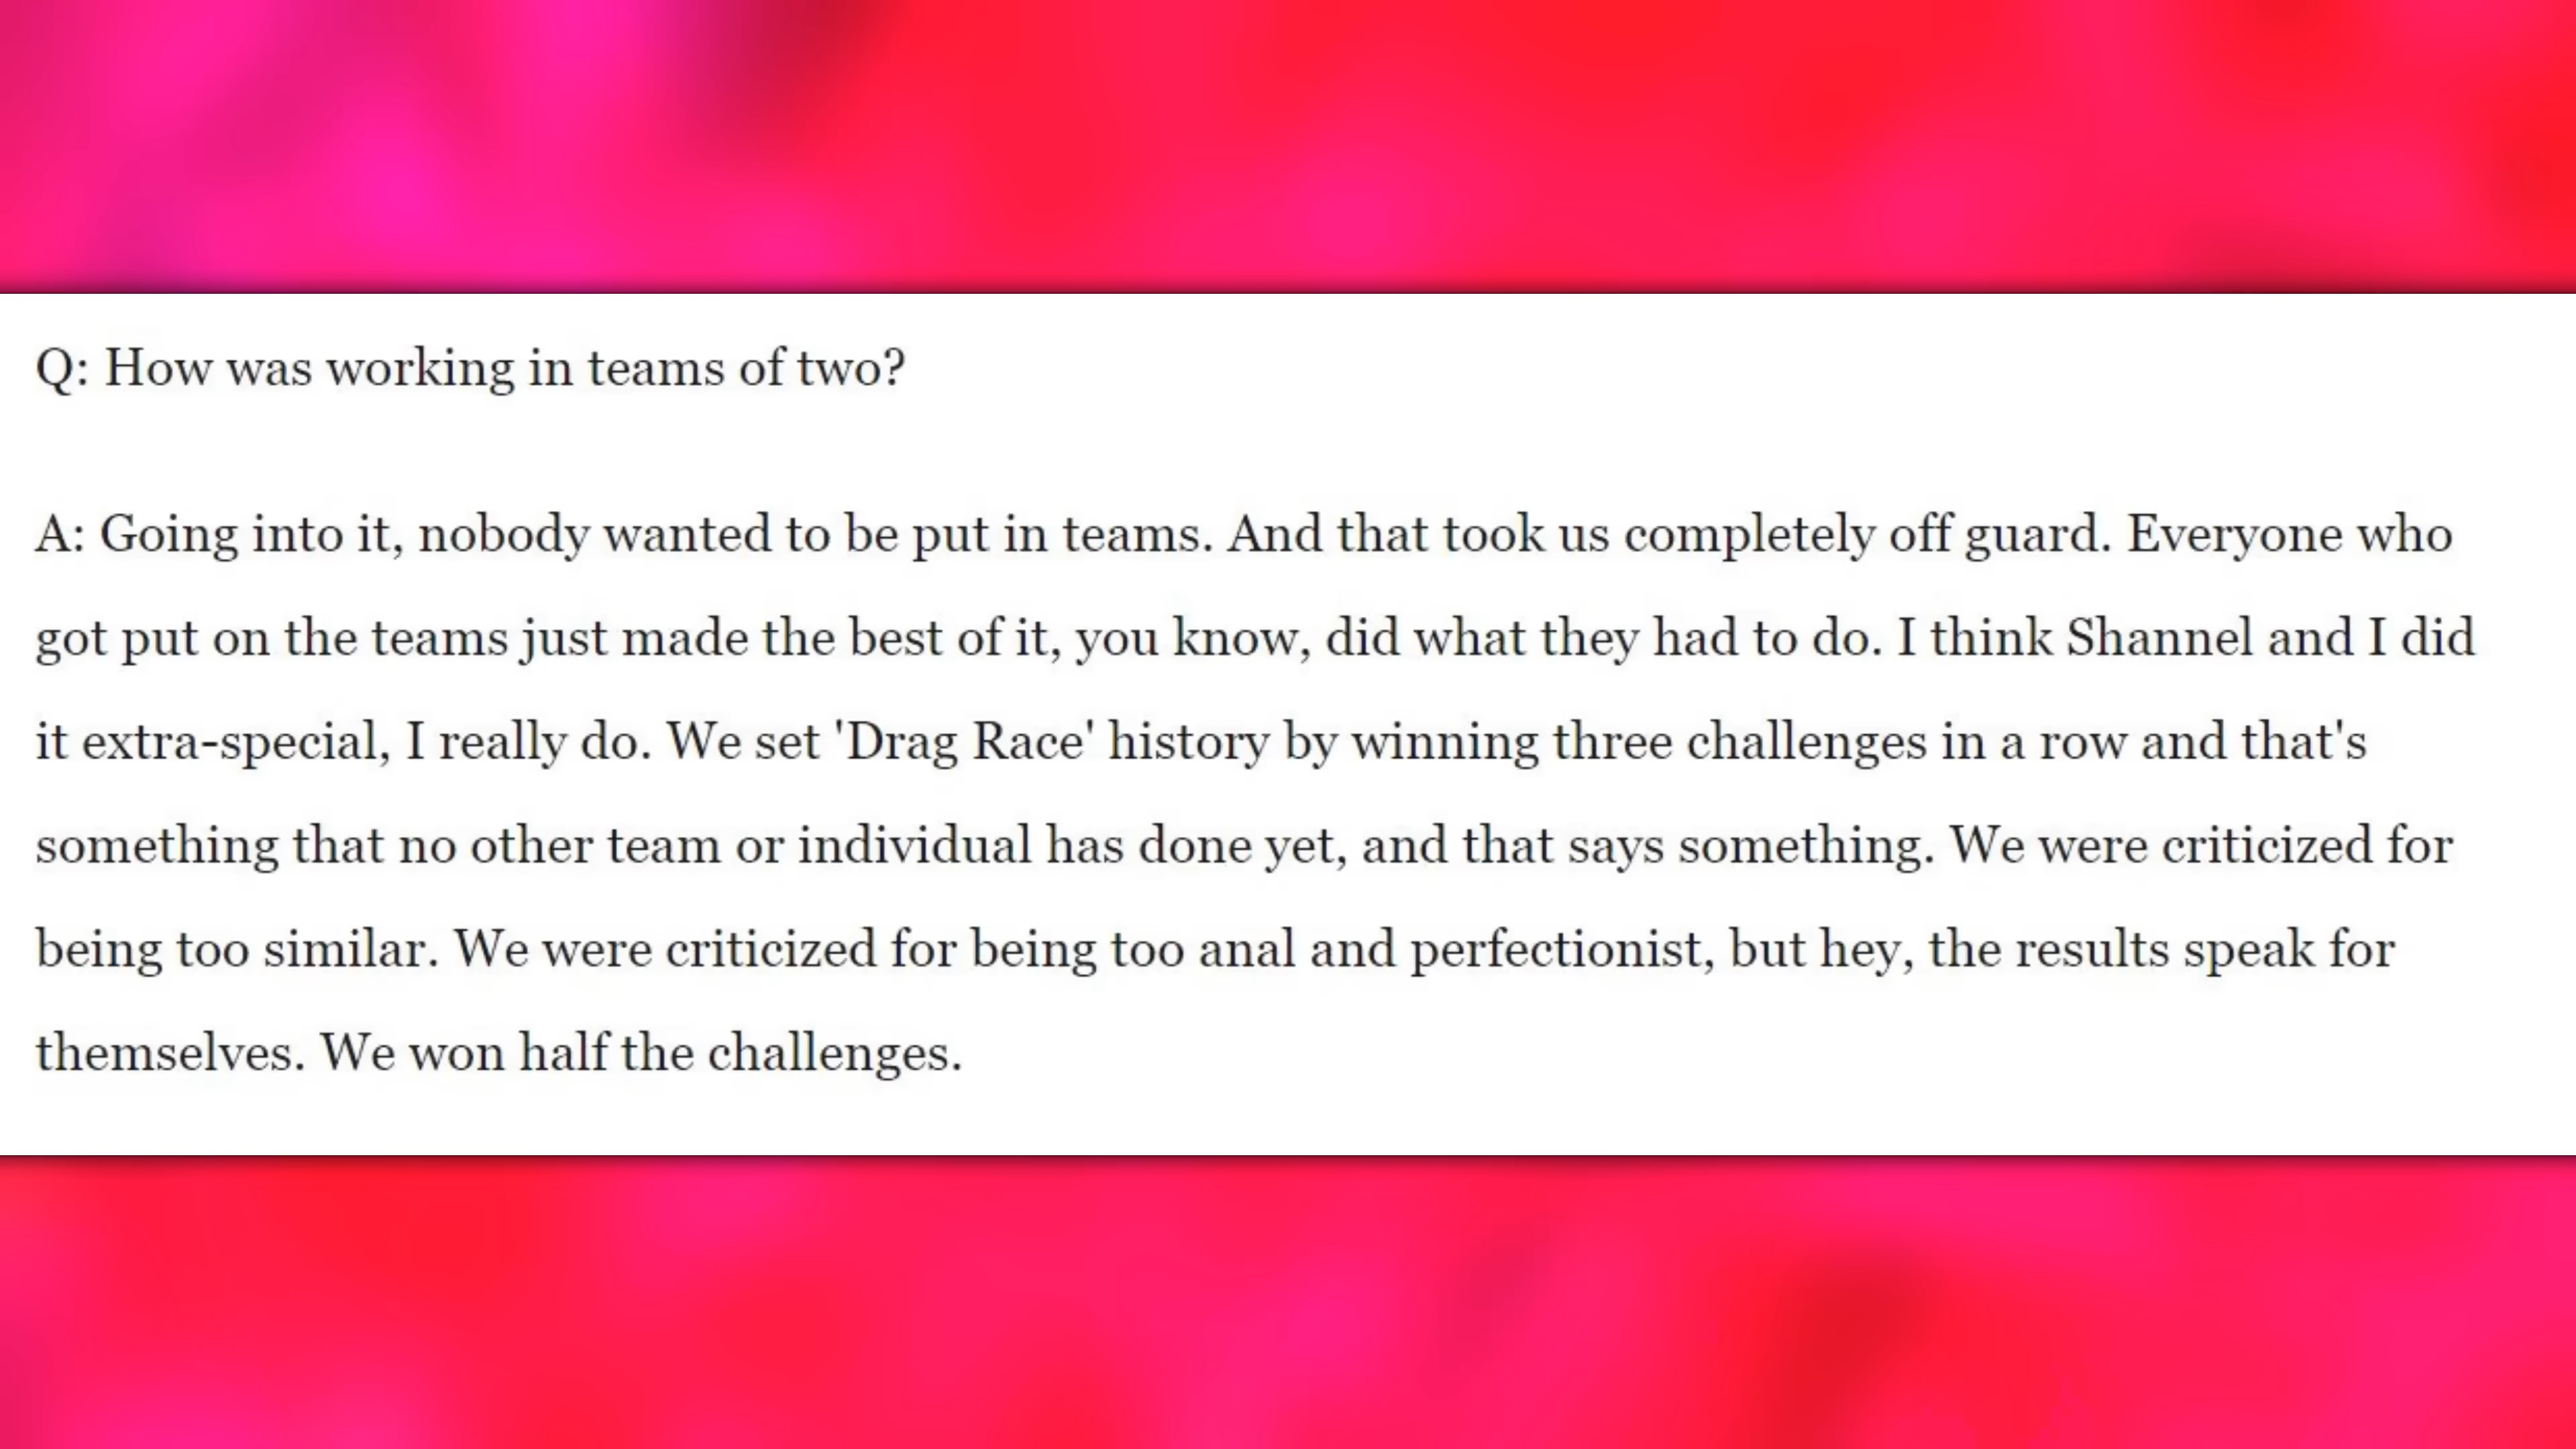 Q: How was working in teams of two?
A: Going into it, nobody wanted to be put in teams. And that took us completely off guard. Everyone who
got put on the teams just made the best of it, you know, did what they had to do. I think Shannel and I did
it extra-special, I really do. We set 'Drag Race' history by winning three challenges in a row and that's
something that no other team or individual has done yet, and that says something. We were criticized for
being too similar. We were criticized for being too anal and perfectionist, but hey, the results speak for
themselves. We won half the challenges.